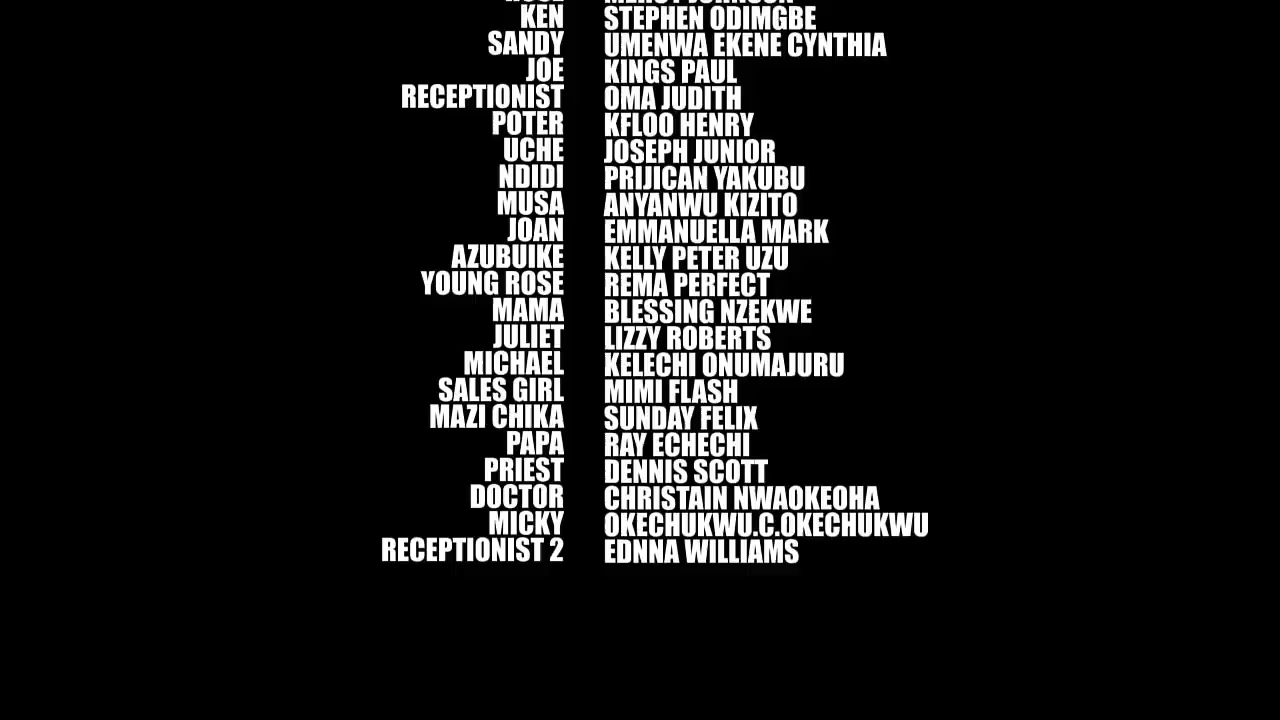 ROSE MERCY JOHNSON
KEN STEPHEN ODIMGBE
SANDY UMENWA EKENE CYNTHIA
JOE KINGS PAUL
RECEPTIONIST OMA JUDITH
POTER KFLOO HENRY
UCHE JOSEPH JUNIOR
NDIDI PRIJICAN YAKUBU
MUSA ANYANWU KIZITO
JOAN EMMANUELLA MARK
AZUBUIKE KELLY PETER UZU
YOUNG ROSE REMA PERFECT
MAMA BLESSING NZEKWE
JULIET LIZZY ROBERTS
MICHAEL KELECHI ONUMAJURU
SALES GIRL MIMI FLASH
MAZI CHIKA SUNDAY FELIX
PAPA RAY ECHECHI
PRIEST DENNIS SCOTT
DOCTOR CHRISTAIN NWAOKEOHA
MICKY OKECHUKWU.C.OKECHUKWU
RECEPTIONIST 2 EDNNA WILLIAMS